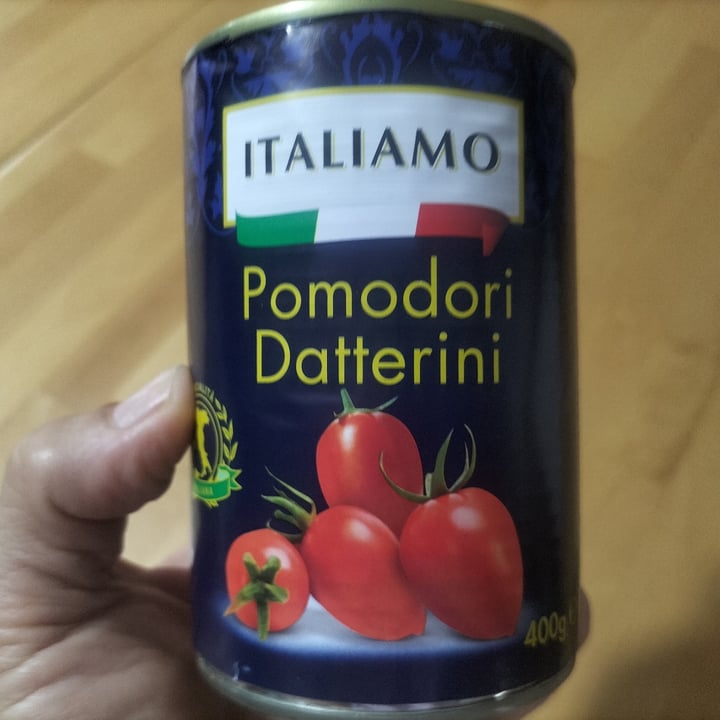 ITALIAMO
Pomodori
Datterini
400g